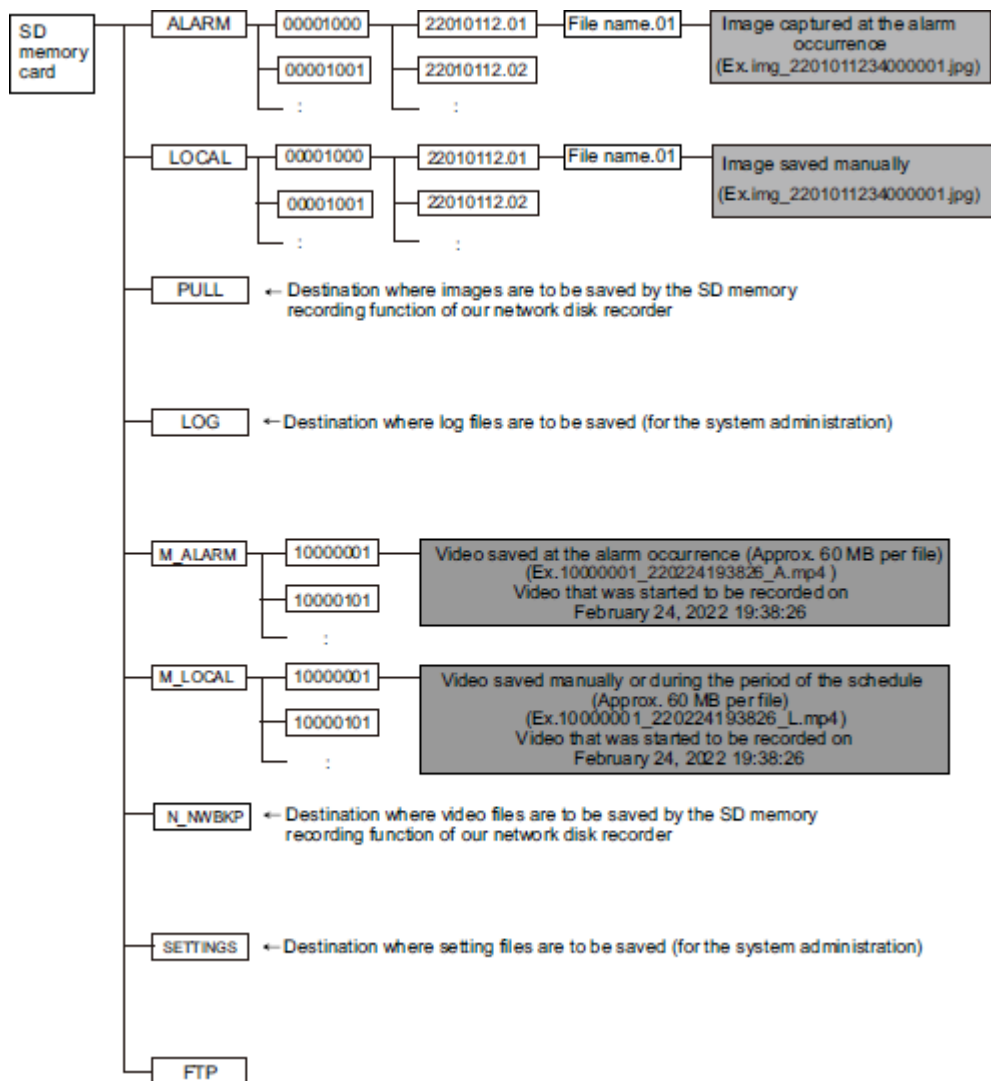 SD
memory
card
ALARM
00001000
22010112.01
File name.01
Image captured at the alarm
occurrence
(Ex.img_2201011234000001.jpg)
00001001
22010112.02
:
:
LOCAL
00001000
22010112.01
File name.01
Image saved manually
(Ex.img_2201011234000001.jpg)
00001001
22010112.02
:
:
PULL
← Destination where images are to be saved by the SD memory
recording function of our network disk recorder
LOG
← Destination where log files are to be saved (for the system administration)
M_ALARM
10000001
Video saved at the alarm occurrence (Approx. 60 MB per file)
(Ex.10000001_220224193826_A.mp4 )
Video that was started to be recorded on
February 24, 2022 19:38:26
10000101
:
M_LOCAL
10000001
Video saved manually or during the period of the schedule
(Approx. 60 MB per file)
(Ex.10000001_220224193826_L.mp4)
Video that was started to be recorded on
February 24, 2022 19:38:26
10000101
:
N_NWBKP
← Destination where video files are to be saved by the SD memory
recording function of our network disk recorder
SETTINGS
← Destination where setting files are to be saved (for the system administration)
FTP